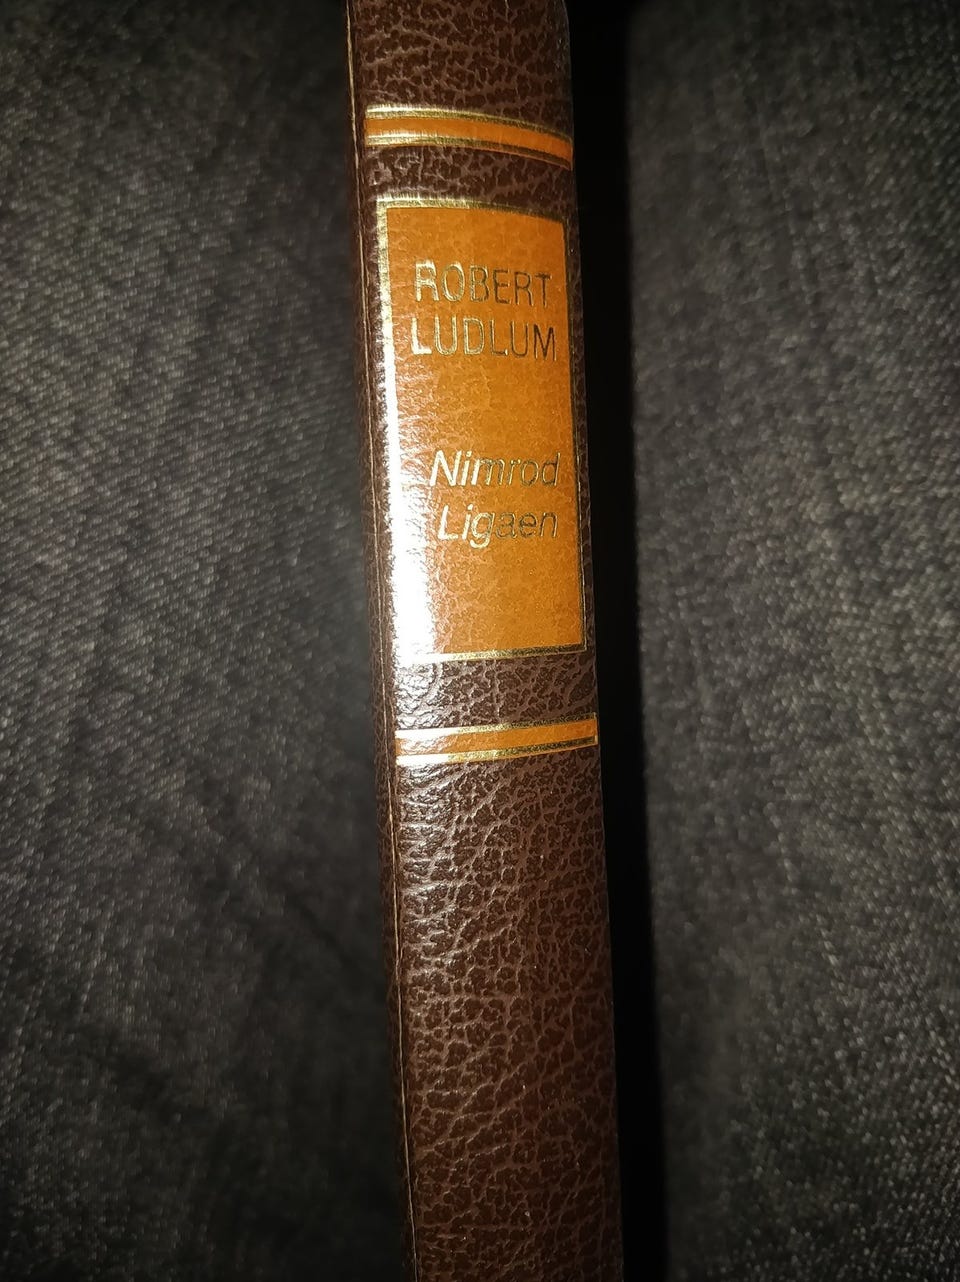 ROBERT
LUDLUM
Nimrod
Ligaen